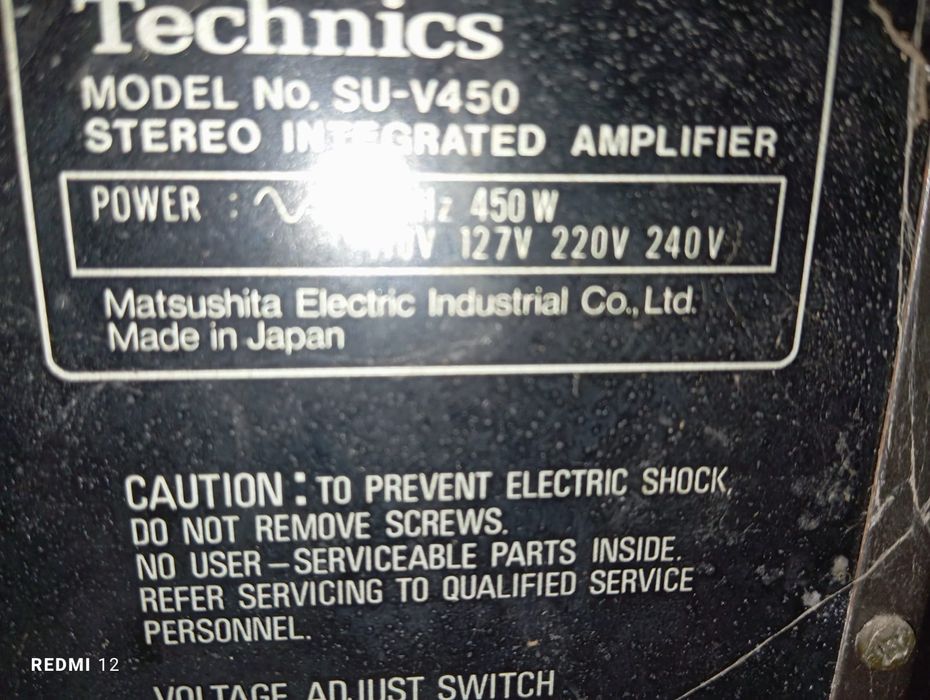 Technics
MODEL No. SU-V450
STEREO INTEGRATED AMPLIFIER
POWER : ∼ 450W
127V 220V 240V
Matsushita Electric Industrial Co., Ltd.
Made in Japan
CAUTION : TO PREVENT ELECTRIC SHOCK,
DO NOT REMOVE SCREWS.
NO USER–SERVICEABLE PARTS INSIDE.
REFER SERVICING TO QUALIFIED SERVICE
PERSONNEL.
VOLTAGE ADJUST SWITCH
REDMI 12